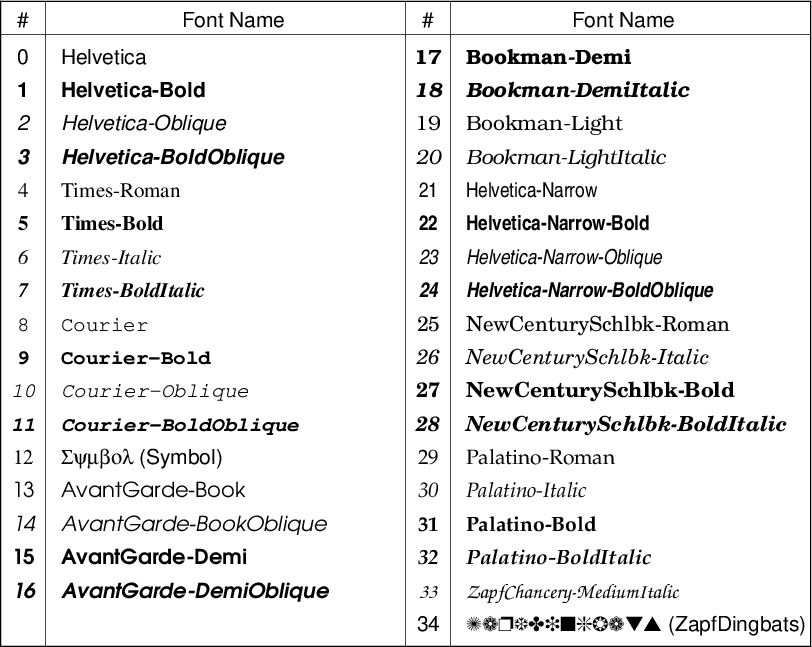 # Font Name # Font Name
0 Helvetica 17 Bookman-Demi
1 Helvetica-Bold 18 Bookman-DemiItalic
2 Helvetica-Oblique 19 Bookman-Light
3 Helvetica-BoldOblique 20 Bookman-LightItalic
4 Times-Roman 21 Helvetica-Narrow
5 Times-Bold 22 Helvetica-Narrow-Bold
6 Times-Italic 23 Helvetica-Narrow-Oblique
7 Times-BoldItalic 24 Helvetica-Narrow-BoldOblique
8 Courier 25 NewCenturySchlbk-Roman
9 Courier-Bold 26 NewCenturySchlbk-Italic
10 Courier-Oblique 27 NewCenturySchlbk-Bold
11 Courier-BoldOblique 28 NewCenturySchlbk-BoldItalic
12 Σψμβολ (Symbol) 29 Palatino-Roman
13 AvantGarde-Book 30 Palatino-Italic
14 AvantGarde-BookOblique 31 Palatino-Bold
15 AvantGarde-Demi 32 Palatino-BoldItalic
16 AvantGarde-DemiOblique 33 ZapfChancery-MediumItalic
34 ✺❁❐❆✤❉■❇❂❁▼▲ (ZapfDingbats)